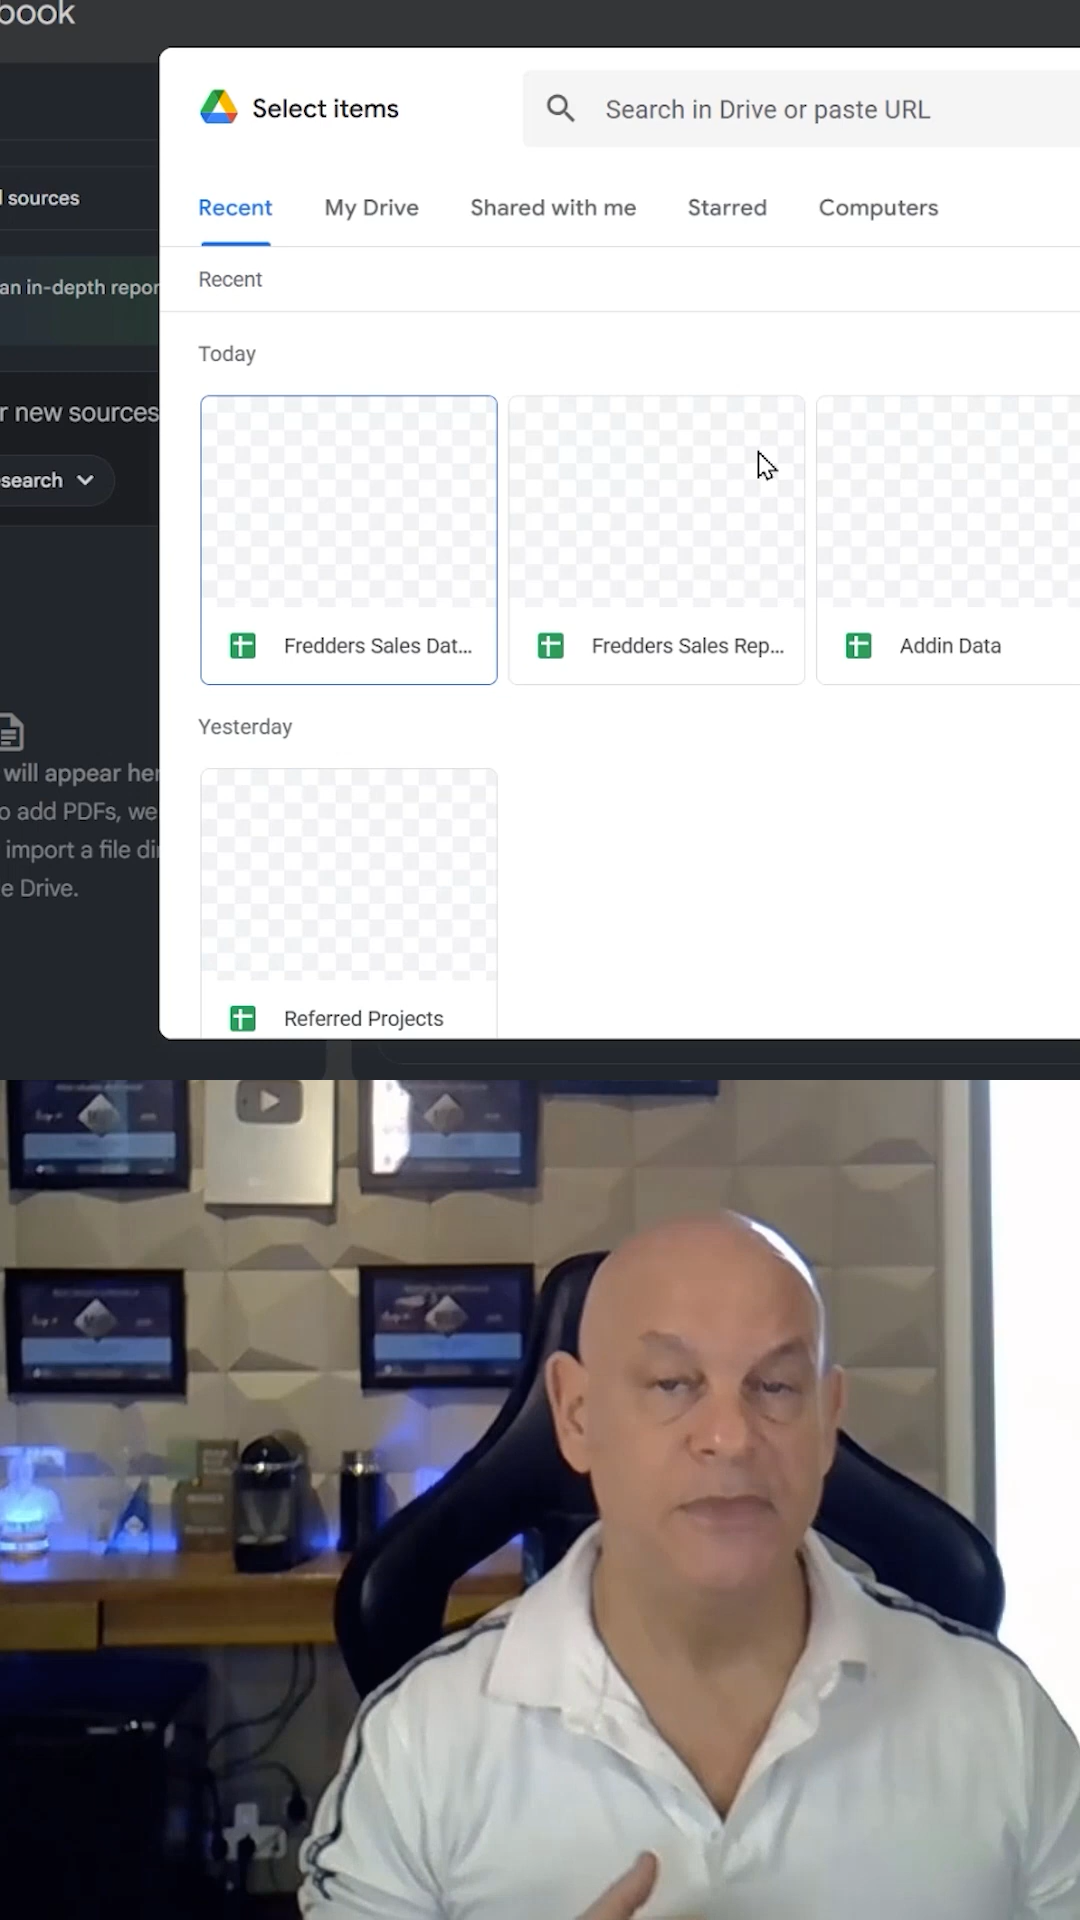 book
Select items
Search in Drive or paste URL
sources
Recent
My Drive
Shared with me
Starred
Computers
an in-depth repor
Recent
Today
r new sources
search
Fredders Sales Dat...
Fredders Sales Rep...
Addin Data
Yesterday
will appear her
o add PDFs, we
import a file di
e Drive.
Referred Projects